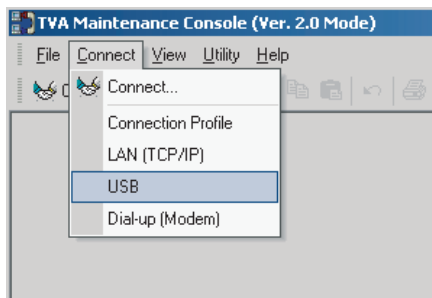 TVA Maintenance Console (Ver. 2.0 Mode)
File Connect View Utility Help
Connect...
Connection Profile
LAN (TCP/IP)
USB
Dial-up (Modem)